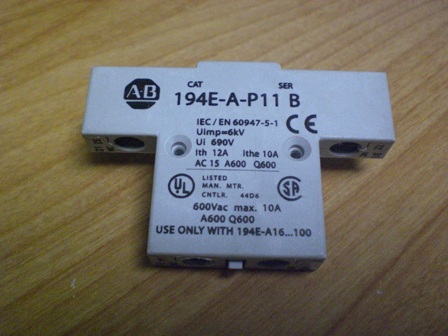 A-B
CAT SER
194E-A-P11 B
IEC / EN 60947-5-1
Uimp=6kV
Ui 690V
CE
Ith 12A Ithe 10A
AC 15 A600 Q600
UL
LISTED
MAN. MTR.
CNTLR. 44D6
SA
600Vac max. 10A
A600 Q600
USE ONLY WITH 194E-A16...100